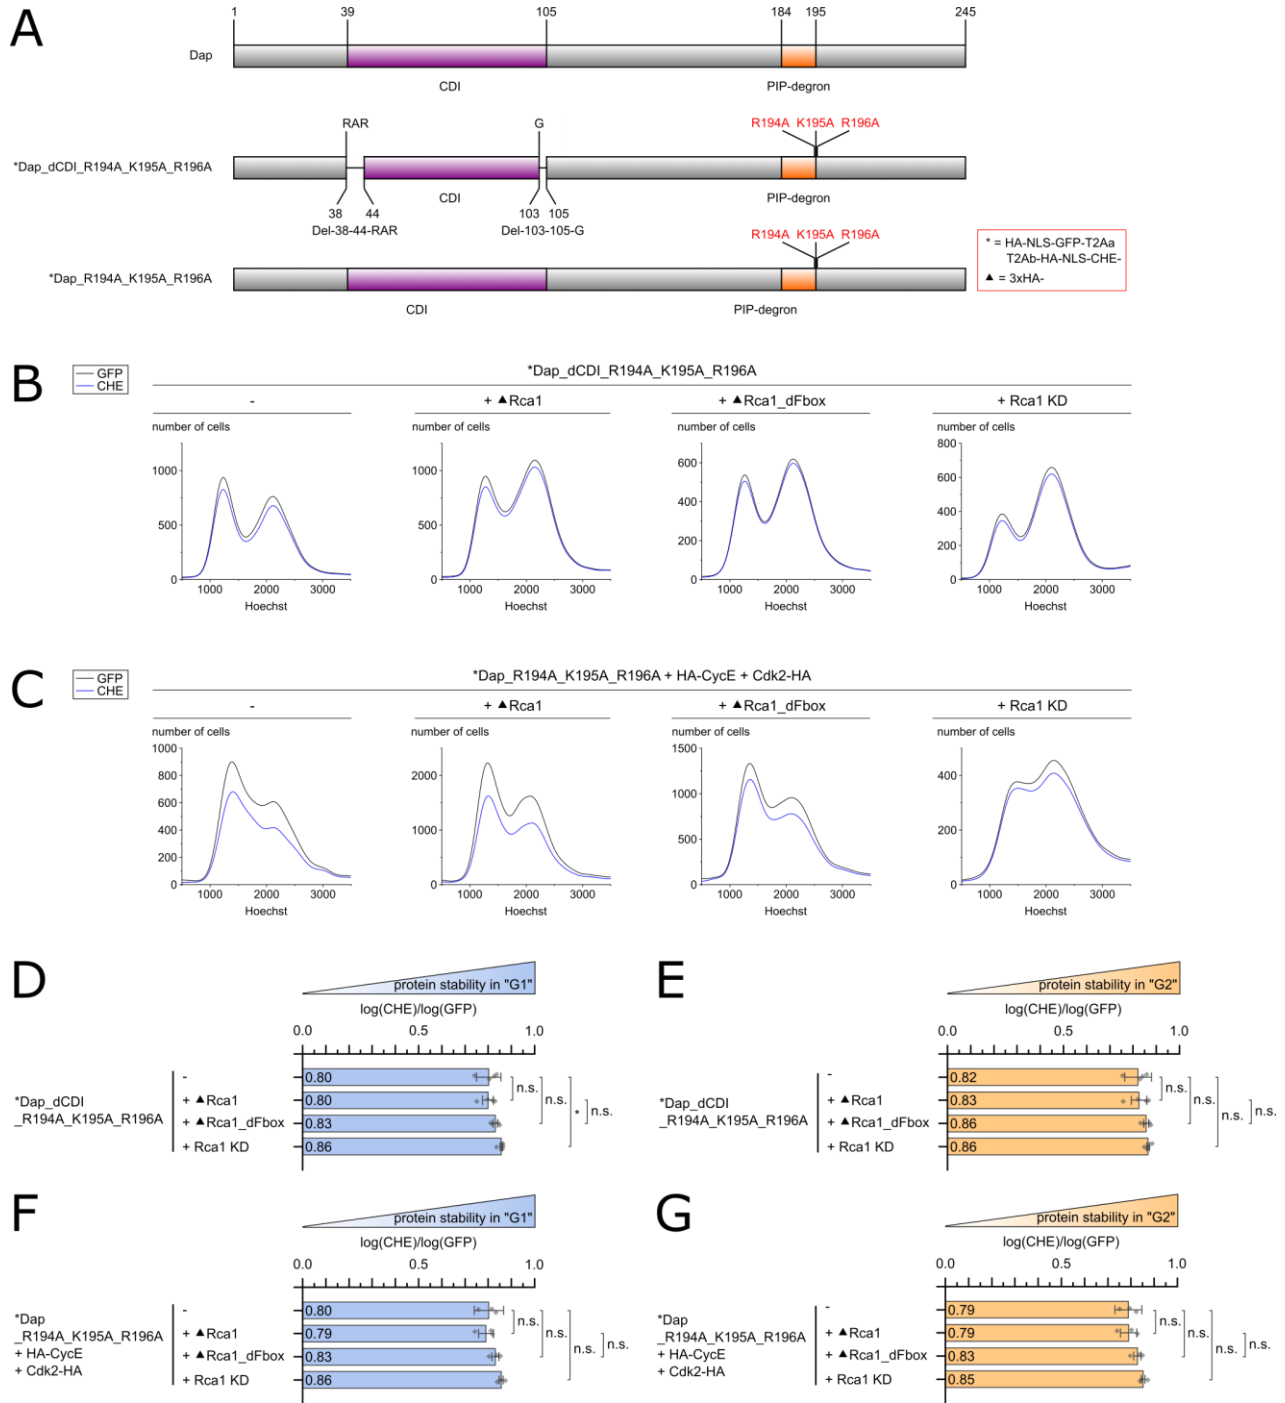 A
1 39 105 184 195 245
Dap
CDI PIP-degron
RAR G R194A K195A R196A
*Dap_dCDI_R194A_K195A_R196A
CDI PIP-degron
38 44 103 105
Del-38-44-RAR Del-103-105-G
R194A K195A R196A
*Dap_R194A_K195A_R196A
CDI PIP-degron
* = HA-NLS-GFP-T2Aa
T2Ab-HA-NLS-CHE-
▲ = 3xHA-
B
GFP
CHE
*Dap_dCDI_R194A_K195A_R196A
- + ▲Rca1 + ▲Rca1_dFbox + Rca1 KD
number of cells
1000
500
0
1000 2000 3000
Hoechst
number of cells
1000
500
0
1000 2000 3000
Hoechst
number of cells
600
400
200
0
1000 2000 3000
Hoechst
number of cells
800
600
400
200
0
1000 2000 3000
Hoechst
C
GFP
CHE
*Dap_R194A_K195A_R196A + HA-CycE + Cdk2-HA
- + ▲Rca1 + ▲Rca1_dFbox + Rca1 KD
number of cells
1000
800
600
400
200
0
1000 2000 3000
Hoechst
number of cells
2000
1000
0
1000 2000 3000
Hoechst
number of cells
1500
1000
500
0
1000 2000 3000
Hoechst
number of cells
400
200
0
1000 2000 3000
Hoechst
D
protein stability in "G1"
log(CHE)/log(GFP)
0.0 0.5 1.0
*Dap_dCDI
_R194A_K195A_R196A
- 0.80
+ ▲Rca1 0.80
+ ▲Rca1_dFbox 0.83
+ Rca1 KD 0.86
n.s. n.s. * n.s.
E
protein stability in "G2"
log(CHE)/log(GFP)
0.0 0.5 1.0
*Dap_dCDI
_R194A_K195A_R196A
- 0.82
+ ▲Rca1 0.83
+ ▲Rca1_dFbox 0.86
+ Rca1 KD 0.86
n.s. n.s. n.s. n.s.
F
protein stability in "G1"
log(CHE)/log(GFP)
0.0 0.5 1.0
*Dap
_R194A_K195A_R196A
+ HA-CycE
+ Cdk2-HA
- 0.80
+ ▲Rca1 0.79
+ ▲Rca1_dFbox 0.83
+ Rca1 KD 0.86
n.s. n.s. n.s. n.s.
G
protein stability in "G2"
log(CHE)/log(GFP)
0.0 0.5 1.0
*Dap
_R194A_K195A_R196A
+ HA-CycE
+ Cdk2-HA
- 0.79
+ ▲Rca1 0.79
+ ▲Rca1_dFbox 0.83
+ Rca1 KD 0.85
n.s. n.s. n.s. n.s.